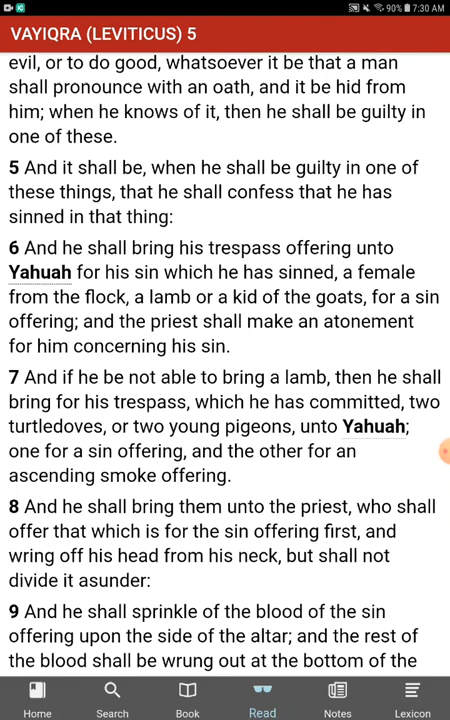 90% 7:30 AM
VAYIQRA (LEVITICUS) 5
evil, or to do good, whatsoever it be that a man
shall pronounce with an oath, and it be hid from
him; when he knows of it, then he shall be guilty in
one of these.
5 And it shall be, when he shall be guilty in one of
these things, that he shall confess that he has
sinned in that thing:
6 And he shall bring his trespass offering unto
Yahuah for his sin which he has sinned, a female
from the flock, a lamb or a kid of the goats, for a sin
offering; and the priest shall make an atonement
for him concerning his sin.
7 And if he be not able to bring a lamb, then he shall
bring for his trespass, which he has committed, two
turtledoves, or two young pigeons, unto Yahuah;
one for a sin offering, and the other for an
ascending smoke offering.
8 And he shall bring them unto the priest, who shall
offer that which is for the sin offering first, and
wring off his head from his neck, but shall not
divide it asunder:
9 And he shall sprinkle of the blood of the sin
offering upon the side of the altar; and the rest of
the blood shall be wrung out at the bottom of the
Home Search Book Read Notes Lexicon